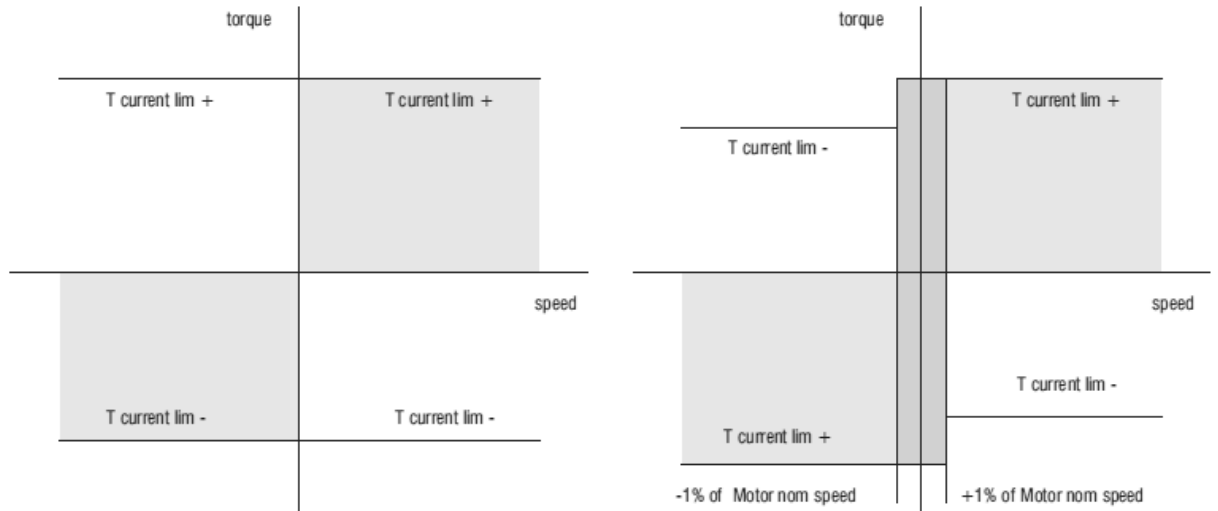 torque
T current lim +
T current lim +
speed
T current lim -
T current lim -
torque
T current lim +
T current lim -
speed
T current lim -
T current lim +
-1% of Motor nom speed
+1% of Motor nom speed